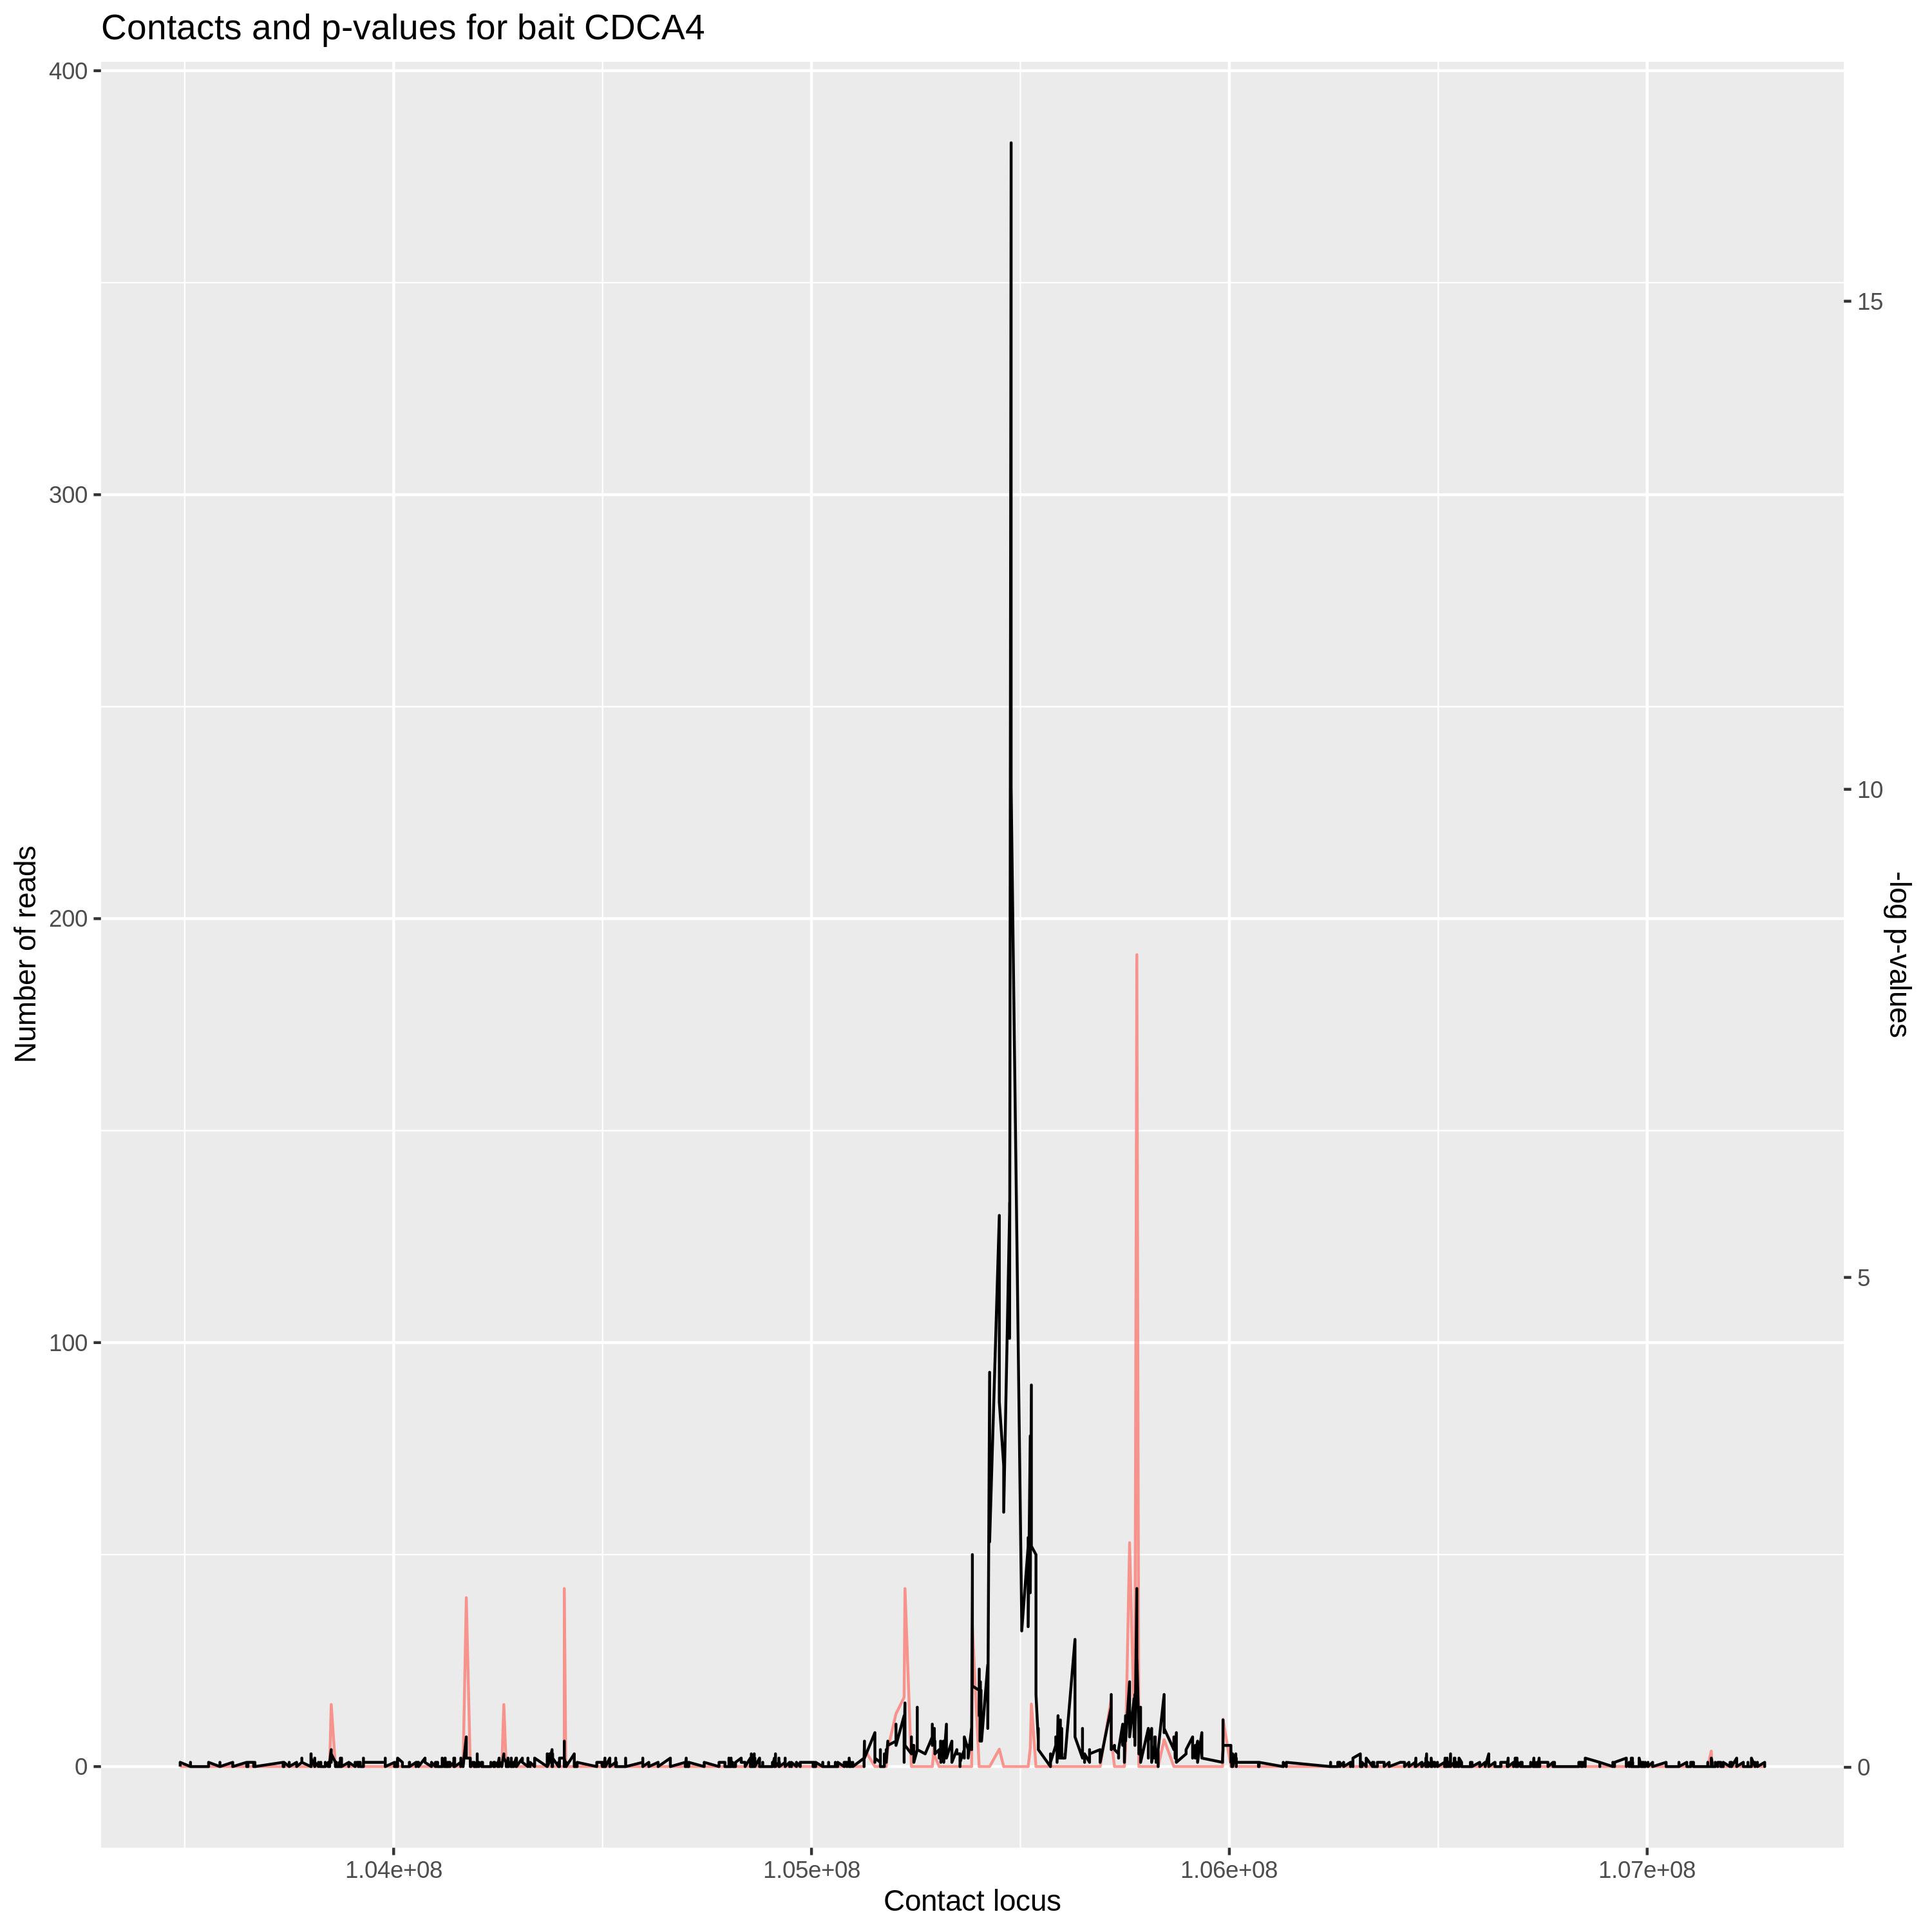 Contacts and p-values for bait CDCA4
400
300
200
100
0
Number of reads
15
10
5
0
-log p-values
1.04e+08 1.05e+08 1.06e+08 1.07e+08
Contact locus